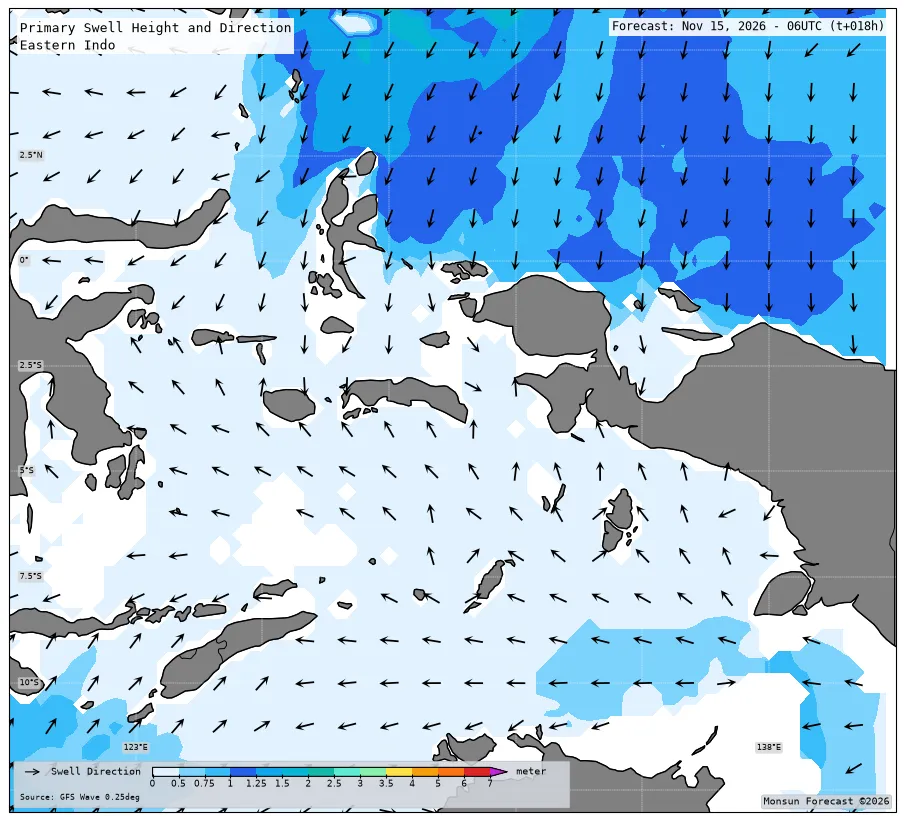 Primary Swell Height and Direction
Eastern Indo
Forecast: Nov 15, 2026 - 06UTC (t+018h)
2.5°N
0°
2.5°S
5°S
7.5°S
10°S
123°E
138°E
Swell Direction
0 0.5 0.75 1 1.25 1.5 2 2.5 3 3.5 4 5 6 7
meter
Source: GFS Wave 0.25deg
Monsun Forecast ©2026